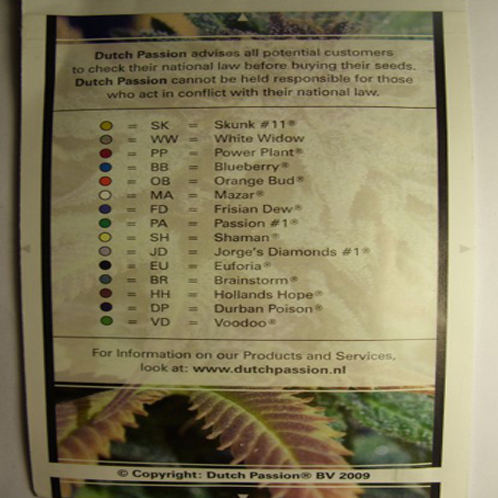 Dutch Passion advises all potential customers
to check their national law before buying their seeds.
Dutch Passion cannot be held responsible for those
who act in conflict with their national law.
= SK = Skunk #11®
= WW = White Widow
= PP = Power Plant®
= BB = Blueberry®
= OB = Orange Bud®
= MA = Mazar®
= FD = Frisian Dew®
= PA = Passion #1®
= SH = Shaman®
= JD = Jorge's Diamonds #1®
= EU = Euforia®
= BR = Brainstorm®
= HH = Hollands Hope®
= DP = Durban Poison®
= VD = Voodoo®
For Information on our Products and Services,
look at: www.dutchpassion.nl
© Copyright: Dutch Passion® BV 2009